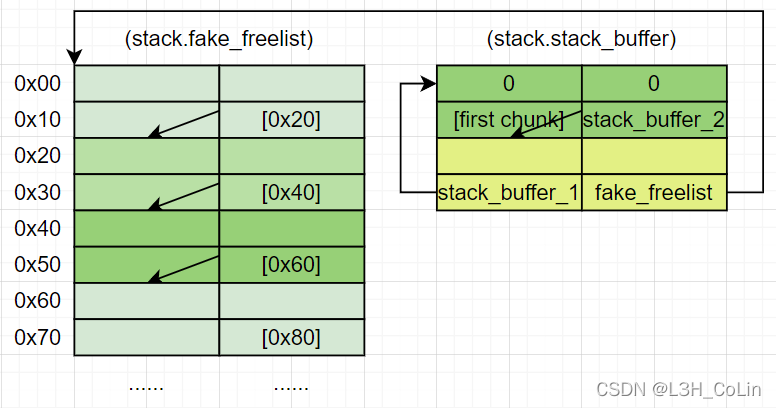 (stack.fake_freelist) (stack.stack_buffer)
0x00 0 0
0x10 [0x20] [first chunk] stack_buffer_2
0x20
0x30 [0x40] stack_buffer_1 fake_freelist
0x40
0x50 [0x60]
0x60
0x70 [0x80]
...... ......
CSDN @L3H_CoLin